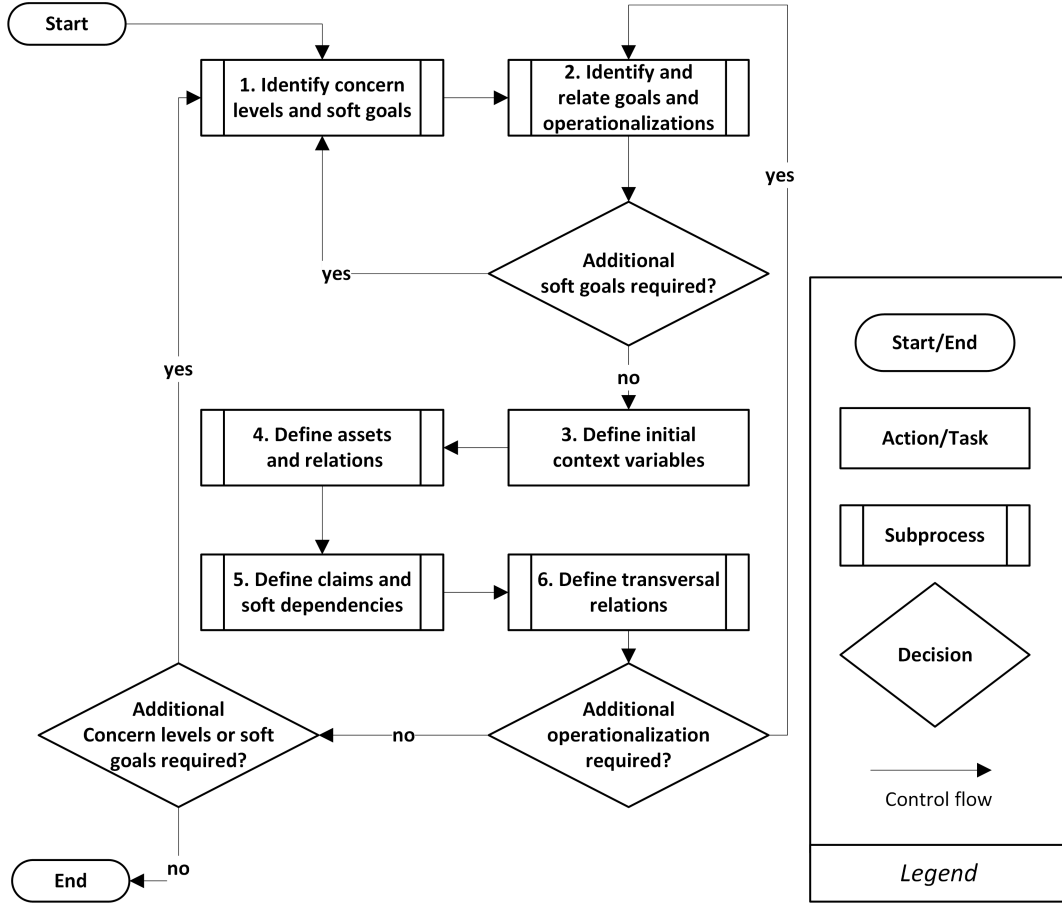 Start
1. Identify concern
levels and soft goals
2. Identify and
relate goals and
operationalizations
yes
Additional
soft goals required?
yes
yes
no
4. Define assets
and relations
3. Define initial
context variables
5. Define claims and
soft dependencies
6. Define transversal
relations
Additional
Concern levels or soft
goals required?
no
Additional
operationalization
required?
no
End
Start/End
Action/Task
Subprocess
Decision
Control flow
Legend